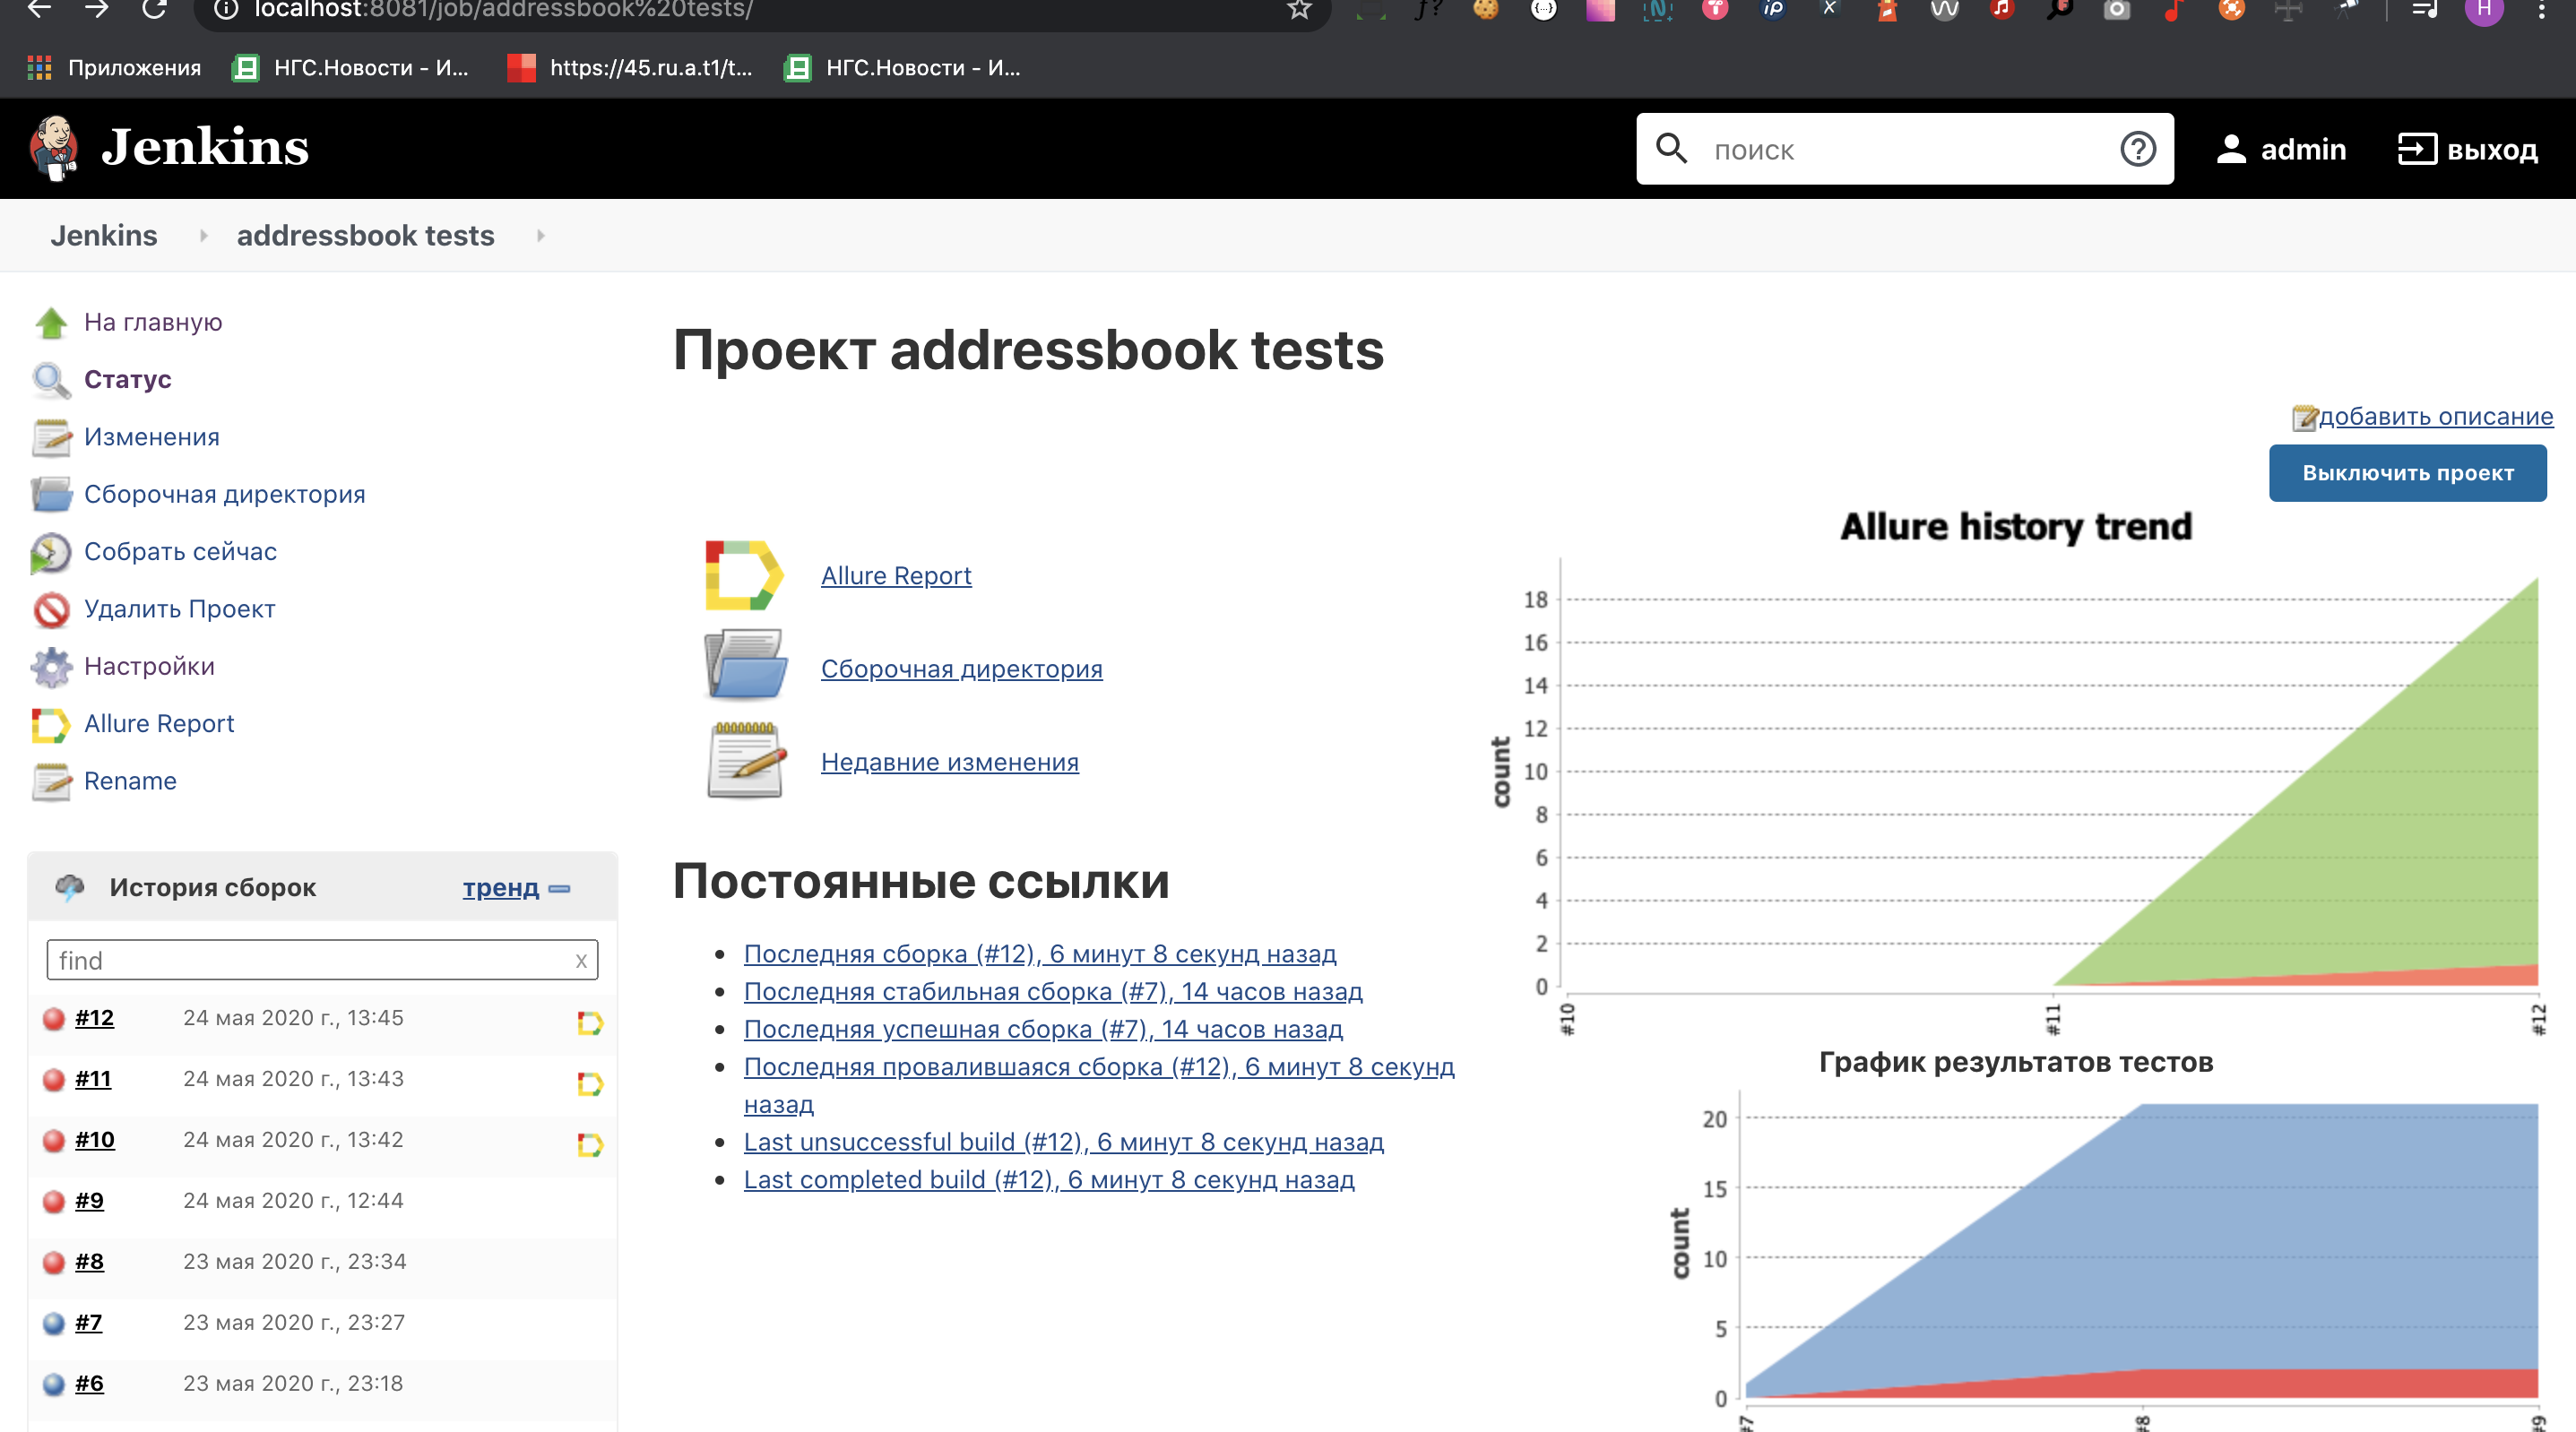 localhost:8081/job/addressbook%20tests/
Приложения
НГС.Новости - И...
https://45.ru.a.t1/t...
НГС.Новости - И...
Jenkins
поиск
admin
выход
Jenkins
addressbook tests
На главную
Статус
Изменения
Сборочная директория
Собрать сейчас
Удалить Проект
Настройки
Allure Report
Rename
История сборок
тренд
find
x
#12 24 мая 2020 г., 13:45
#11 24 мая 2020 г., 13:43
#10 24 мая 2020 г., 13:42
#9 24 мая 2020 г., 12:44
#8 23 мая 2020 г., 23:34
#7 23 мая 2020 г., 23:27
#6 23 мая 2020 г., 23:18
Проект addressbook tests
добавить описание
Выключить проект
Allure Report
Сборочная директория
Недавние изменения
Постоянные ссылки
Последняя сборка (#12), 6 минут 8 секунд назад
Последняя стабильная сборка (#7), 14 часов назад
Последняя успешная сборка (#7), 14 часов назад
Последняя провалившаяся сборка (#12), 6 минут 8 секунд
назад
Last unsuccessful build (#12), 6 минут 8 секунд назад
Last completed build (#12), 6 минут 8 секунд назад
Allure history trend
count
18
16
14
12
10
8
6
4
2
0
#10
#11
#12
График результатов тестов
count
20
15
10
5
0
#7
#8
#9